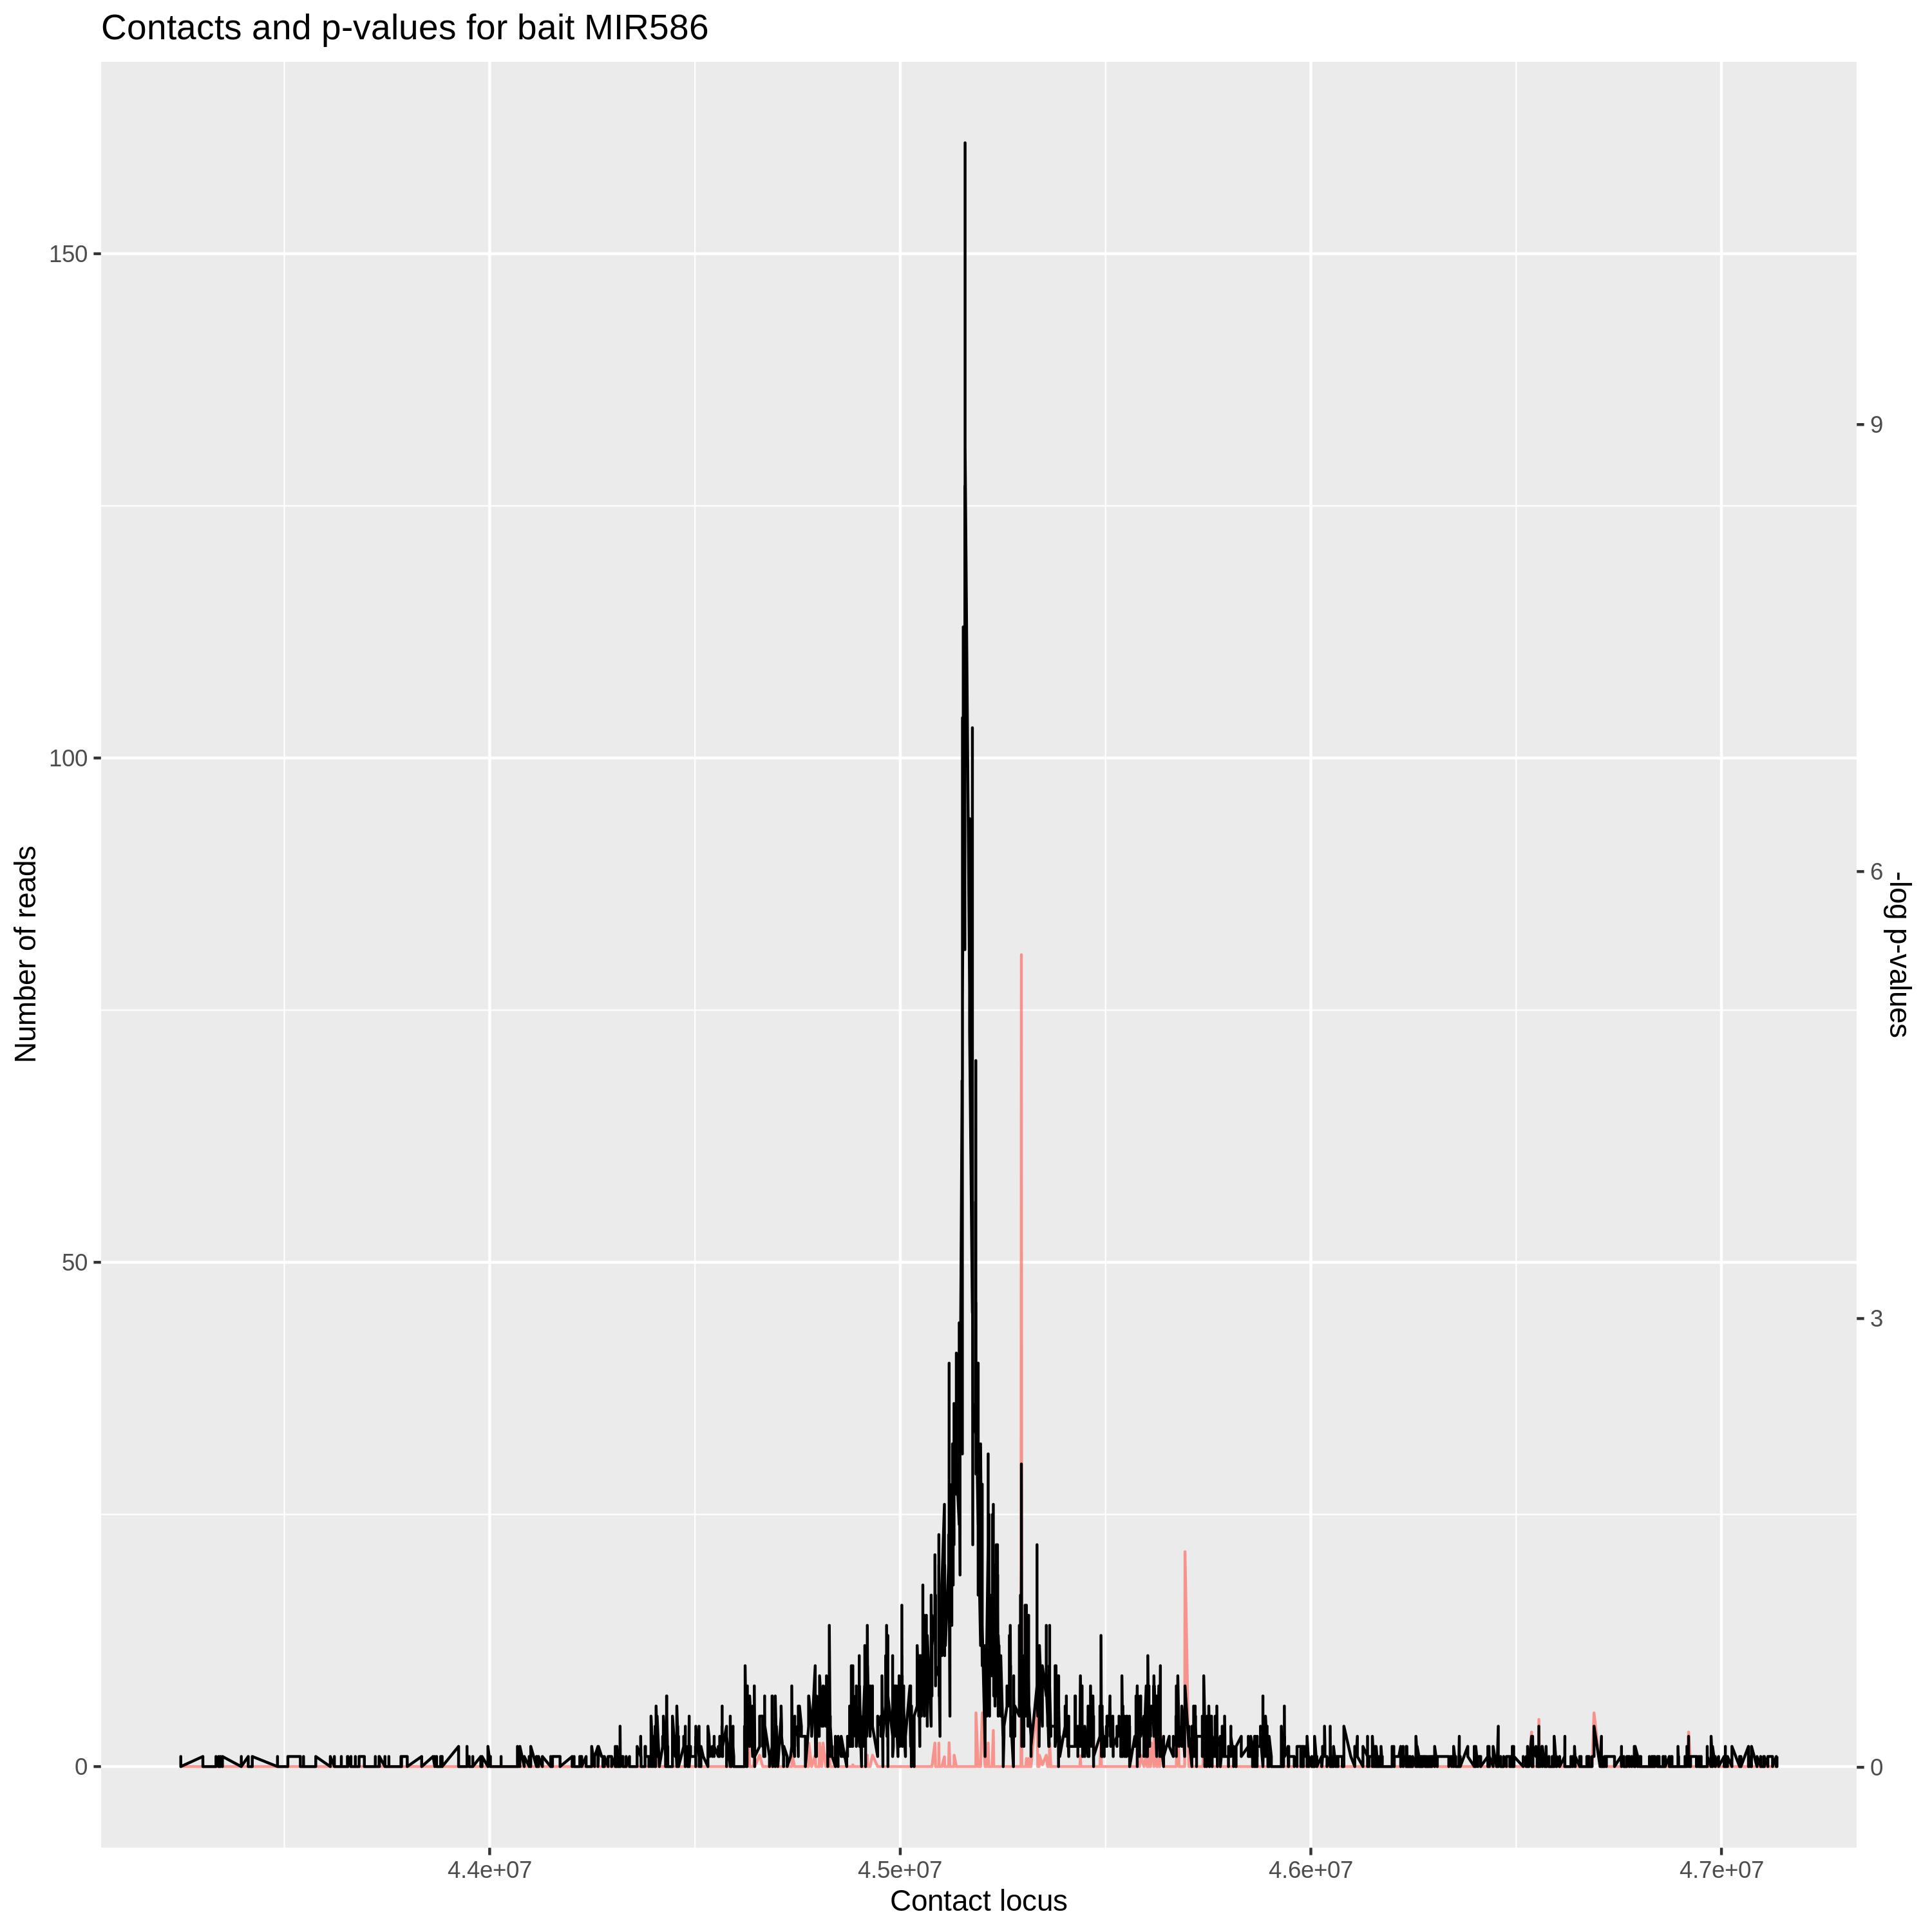 Contacts and p-values for bait MIR586
150
100
50
0
Number of reads
9
6
3
0
-log p-values
4.4e+07
4.5e+07
4.6e+07
4.7e+07
Contact locus